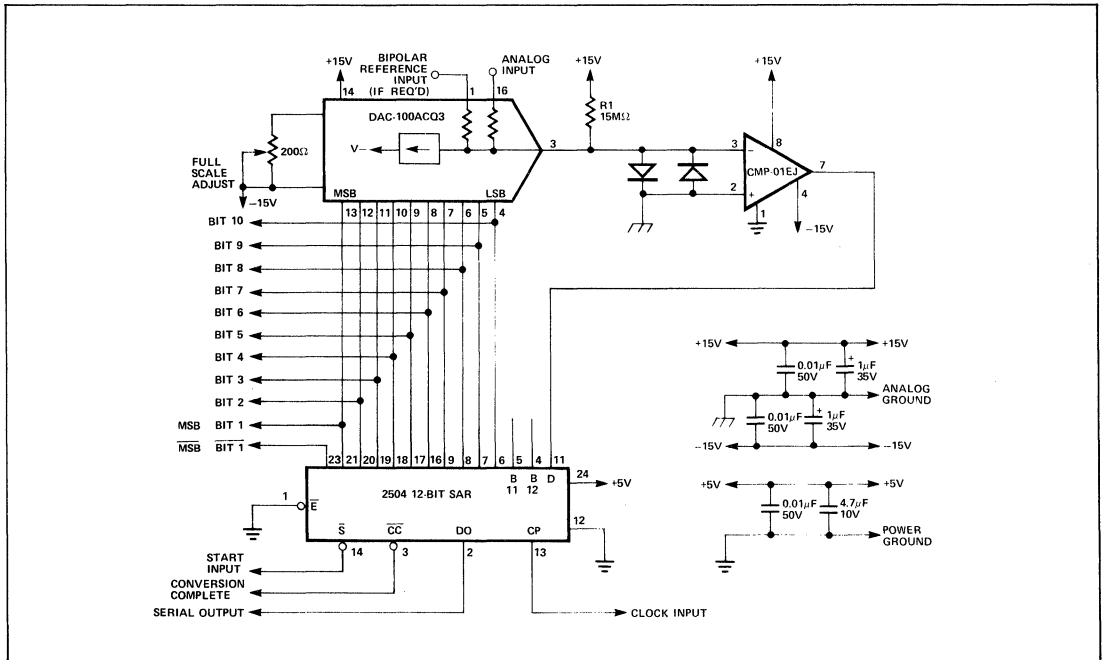 BIPOLAR
REFERENCE
INPUT
(IF REQ'D)
ANALOG
INPUT
+15V
14
1
16
DAC-100ACQ3
V−
200Ω
FULL
SCALE
ADJUST
−15V
MSB
LSB
13 12 11 10 9 8 7 6 5 4
3
+15V
R1
15MΩ
+15V
8
3
−
CMP-01EJ
7
2
+
1
4
−15V
BIT 10
BIT 9
BIT 8
BIT 7
BIT 6
BIT 5
BIT 4
BIT 3
BIT 2
MSB BIT 1
M̅S̅B̅ B̅I̅T̅ ̅1̅
23 21 20 19 18 17 16 9 8 7 6 5 4 11
B
11
B
12
D
24
+5V
1
E̅
2504 12-BIT SAR
12
S̅
C̅C̅
DO
CP
14
3
2
13
START
INPUT
CONVERSION
COMPLETE
SERIAL OUTPUT
CLOCK INPUT
+15V
+15V
0.01μF
50V
+
1μF
35V
ANALOG
GROUND
0.01μF
50V
+
1μF
35V
−15V
−15V
+5V
+5V
0.01μF
50V
4.7μF
10V
POWER
GROUND